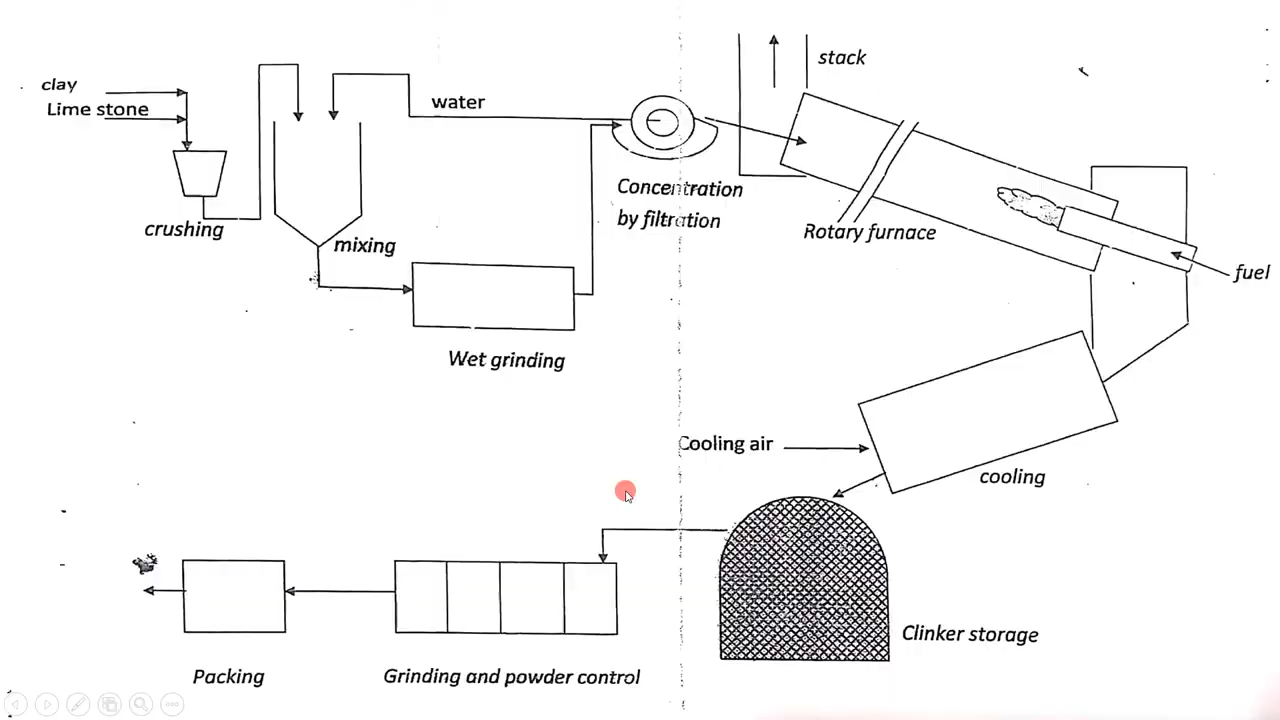 clay
Lime stone
crushing
mixing
water
Wet grinding
Concentration
by filtration
stack
Rotary furnace
fuel
Cooling air
cooling
Clinker storage
Grinding and powder control
Packing